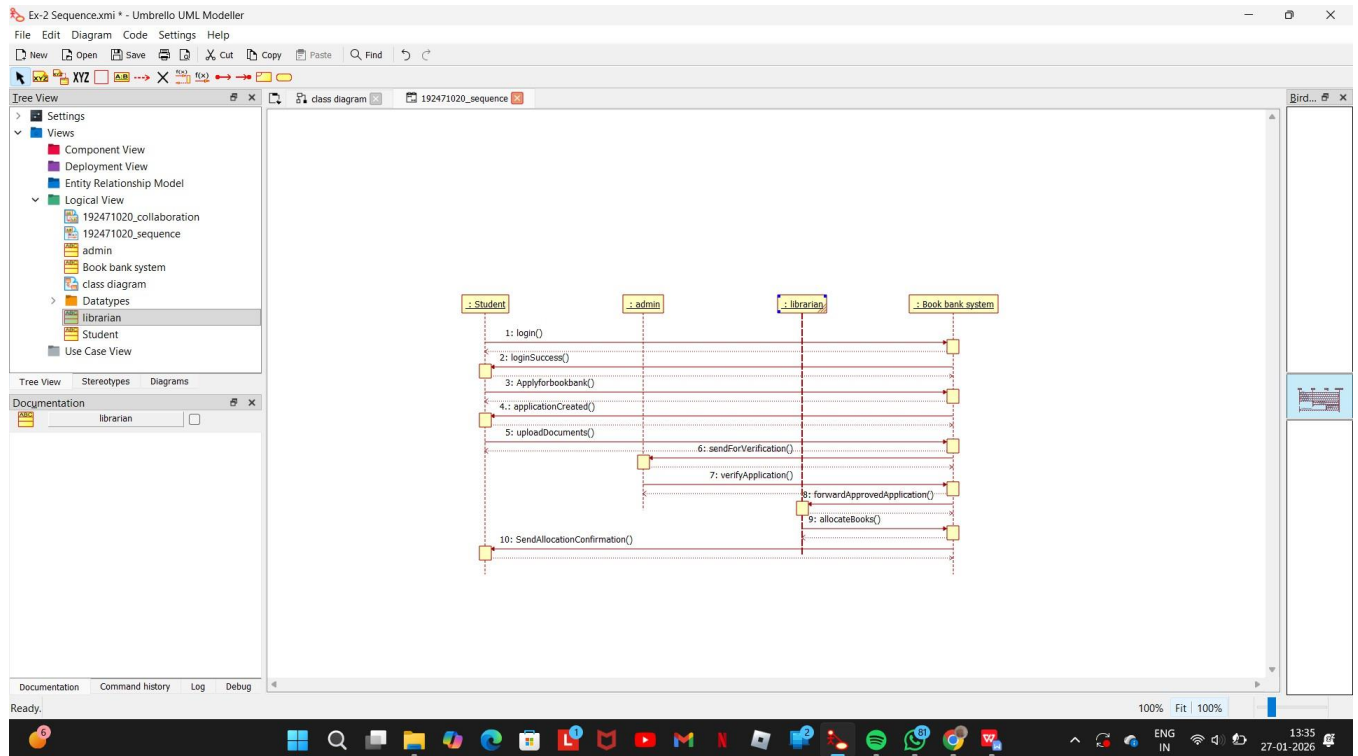 Ex-2 Sequence.xmi * - Umbrello UML Modeller
File Edit Diagram Code Settings Help
New Open Save Cut Copy Paste Find
XYZ XYZ A:B f(x) f(x)
Tree View
class diagram
192471020_sequence
Bird...
Settings
Views
Component View
Deployment View
Entity Relationship Model
Logical View
192471020_collaboration
192471020_sequence
admin
Book bank system
class diagram
Datatypes
librarian
Student
Use Case View
Tree View Stereotypes Diagrams
Documentation
librarian
: Student : admin : librarian : Book bank system
1: login()
2: loginSuccess()
3: Applyforbookbank()
4.: applicationCreated()
5: uploadDocuments()
6: sendForVerification()
7: verifyApplication()
8: forwardApprovedApplication()
9: allocateBooks()
10: SendAllocationConfirmation()
Documentation Command history Log Debug
Ready.
100% Fit 100%
6
1
2
81
ENG
IN
13:35
27-01-2026